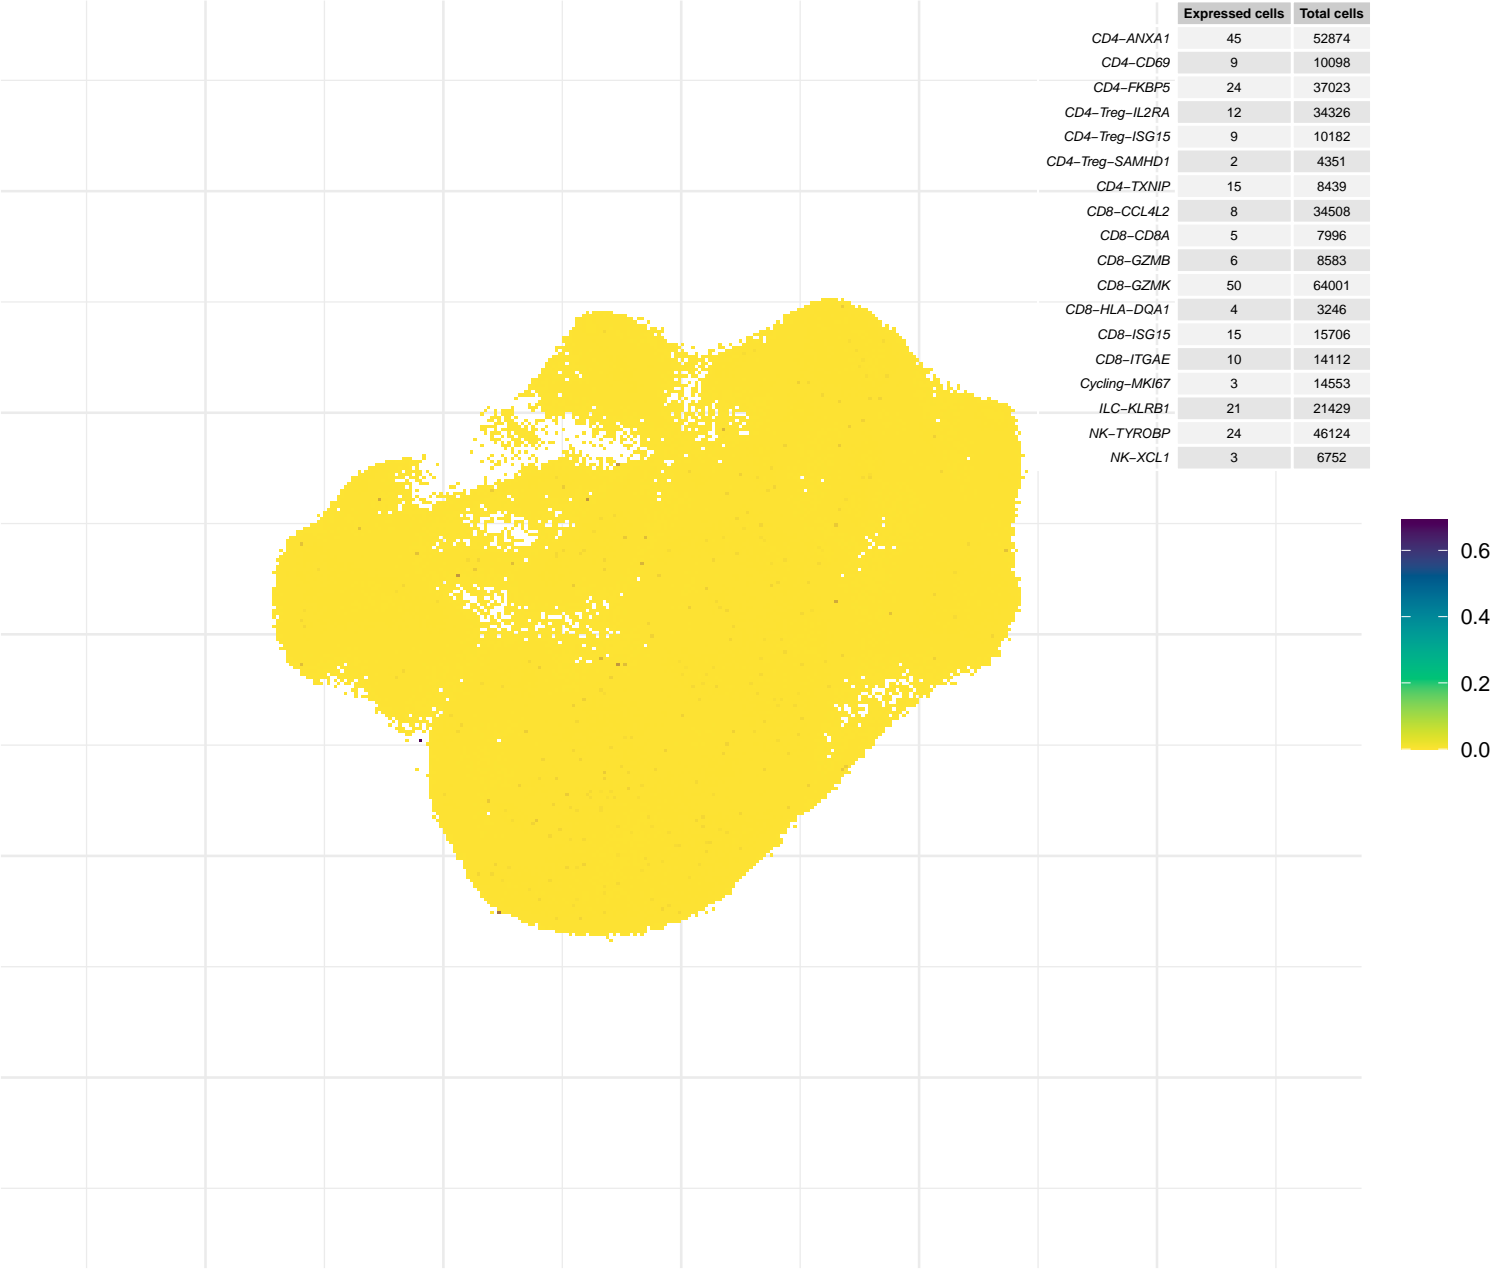 Expressed cells Total cells
CD4−ANXA1 45 52874
CD4−CD69 9 10098
CD4−FKBP5 24 37023
CD4−Treg−IL2RA 12 34326
CD4−Treg−ISG15 9 10182
CD4−Treg−SAMHD1 2 4351
CD4−TXNIP 15 8439
CD8−CCL4L2 8 34508
CD8−CD8A 5 7996
CD8−GZMB 6 8583
CD8−GZMK 50 64001
CD8−HLA−DQA1 4 3246
CD8−ISG15 15 15706
CD8−ITGAE 10 14112
Cycling−MKI67 3 14553
ILC−KLRB1 21 21429
NK−TYROBP 24 46124
NK−XCL1 3 6752
0.6
0.4
0.2
0.0